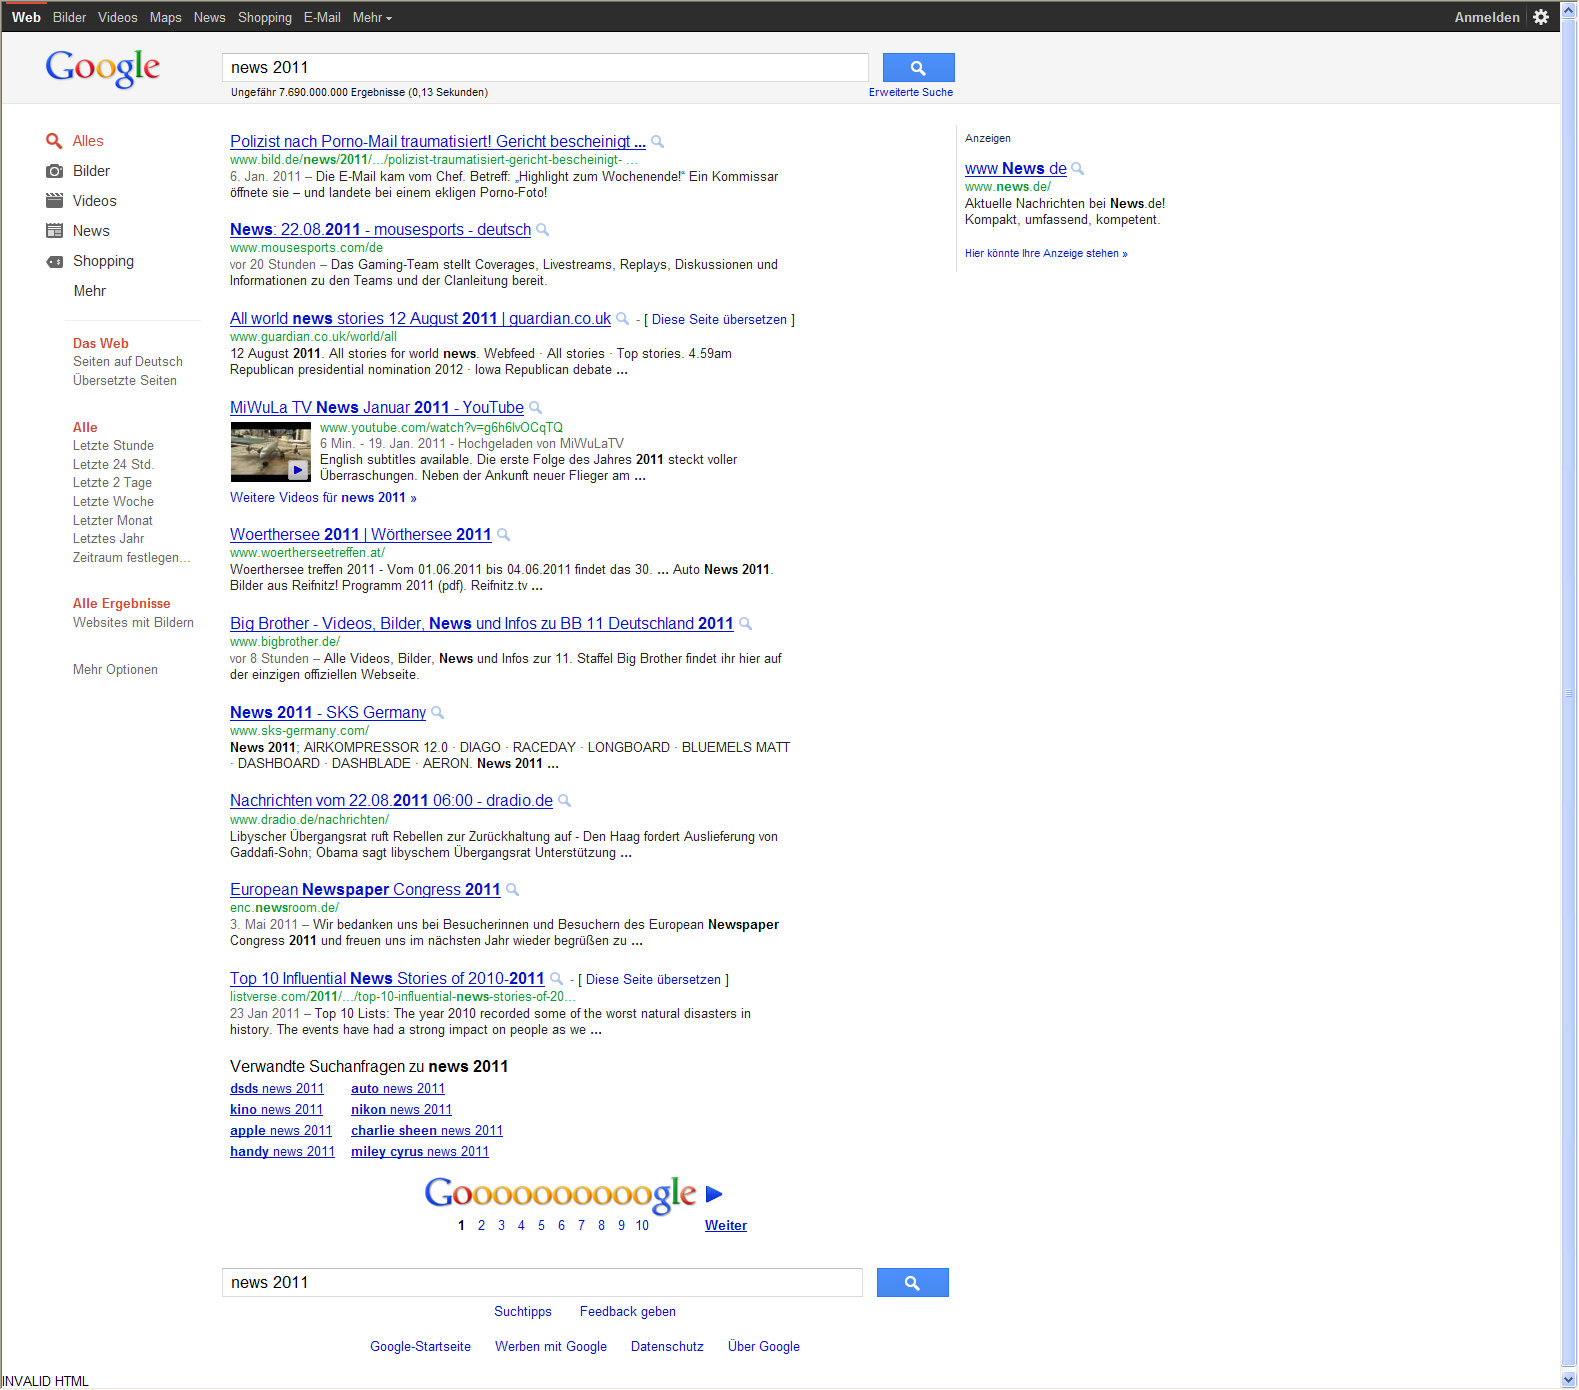 Web Bilder Videos Maps News Shopping E-Mail Mehr Anmelden
Google
news 2011
Ungefähr 7.690.000.000 Ergebnisse (0,13 Sekunden) Erweiterte Suche
Alles
Bilder
Videos
News
Shopping
Mehr
Das Web
Seiten auf Deutsch
Übersetzte Seiten
Alle
Letzte Stunde
Letzte 24 Std.
Letzte 2 Tage
Letzte Woche
Letzter Monat
Letztes Jahr
Zeitraum festlegen...
Alle Ergebnisse
Websites mit Bildern
Mehr Optionen
Polizist nach Porno-Mail traumatisiert! Gericht bescheinigt ...
www.bild.de/news/2011/.../polizist-traumatisiert-gericht-bescheinigt- ...
6. Jan. 2011 – Die E-Mail kam vom Chef. Betreff: „Highlight zum Wochenende!“ Ein Kommissar
öffnete sie – und landete bei einem ekligen Porno-Foto!
News: 22.08.2011 - mousesports - deutsch
www.mousesports.com/de
vor 20 Stunden – Das Gaming-Team stellt Coverages, Livestreams, Replays, Diskussionen und
Informationen zu den Teams und der Clanleitung bereit.
All world news stories 12 August 2011 | guardian.co.uk - [ Diese Seite übersetzen ]
www.guardian.co.uk/world/all
12 August 2011. All stories for world news. Webfeed · All stories · Top stories. 4.59am
Republican presidential nomination 2012 · Iowa Republican debate ...
MiWuLa TV News Januar 2011 - YouTube
www.youtube.com/watch?v=g6h6lvOCqTQ
6 Min. - 19. Jan. 2011 - Hochgeladen von MiWuLaTV
English subtitles available. Die erste Folge des Jahres 2011 steckt voller
Überraschungen. Neben der Ankunft neuer Flieger am ...
Weitere Videos für news 2011 »
Woerthersee 2011 | Wörthersee 2011
www.woertherseetreffen.at/
Woerthersee treffen 2011 - Vom 01.06.2011 bis 04.06.2011 findet das 30. ... Auto News 2011.
Bilder aus Reifnitz! Programm 2011 (pdf). Reifnitz.tv ...
Big Brother - Videos, Bilder, News und Infos zu BB 11 Deutschland 2011
www.bigbrother.de/
vor 8 Stunden – Alle Videos, Bilder, News und Infos zur 11. Staffel Big Brother findet ihr hier auf
der einzigen offiziellen Webseite.
News 2011 - SKS Germany
www.sks-germany.com/
News 2011; AIRKOMPRESSOR 12.0 · DIAGO · RACEDAY · LONGBOARD · BLUEMELS MATT
· DASHBOARD · DASHBLADE · AERON. News 2011 ...
Nachrichten vom 22.08.2011 06:00 - dradio.de
www.dradio.de/nachrichten/
Libyscher Übergangsrat ruft Rebellen zur Zurückhaltung auf - Den Haag fordert Auslieferung von
Gaddafi-Sohn; Obama sagt libyschem Übergangsrat Unterstützung ...
European Newspaper Congress 2011
enc.newsroom.de/
3. Mai 2011 – Wir bedanken uns bei Besucherinnen und Besuchern des European Newspaper
Congress 2011 und freuen uns im nächsten Jahr wieder begrüßen zu ...
Top 10 Influential News Stories of 2010-2011 - [ Diese Seite übersetzen ]
listverse.com/2011/.../top-10-influential-news-stories-of-20...
23 Jan 2011 – Top 10 Lists: The year 2010 recorded some of the worst natural disasters in
history. The events have had a strong impact on people as we ...
Anzeigen
www News de
www.news.de/
Aktuelle Nachrichten bei News.de!
Kompakt, umfassend, kompetent.
Hier könnte Ihre Anzeige stehen »
Verwandte Suchanfragen zu news 2011
dsds news 2011 auto news 2011
kino news 2011 nikon news 2011
apple news 2011 charlie sheen news 2011
handy news 2011 miley cyrus news 2011
Goooooooooogle
1 2 3 4 5 6 7 8 9 10 Weiter
news 2011
Suchtipps Feedback geben
Google-Startseite Werben mit Google Datenschutz Über Google
INVALID HTML